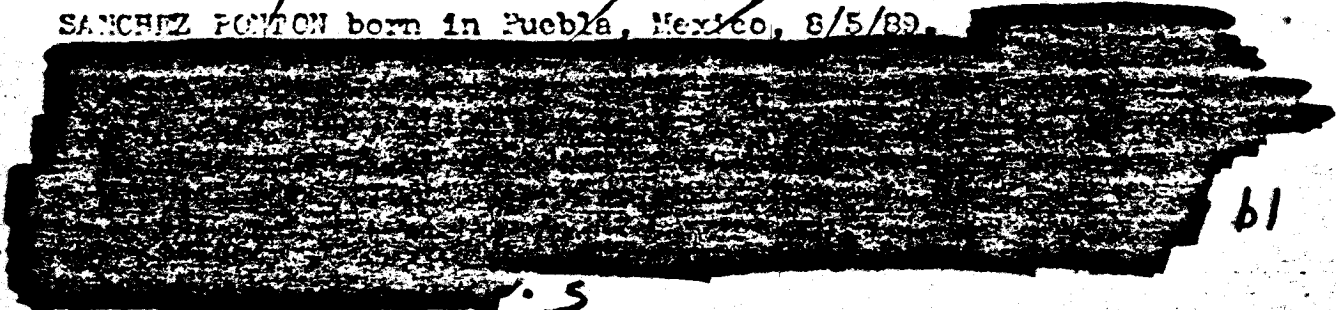 SANCHEZ PONTON born in Puebla, Mexico, 8/5/89.
b1
S